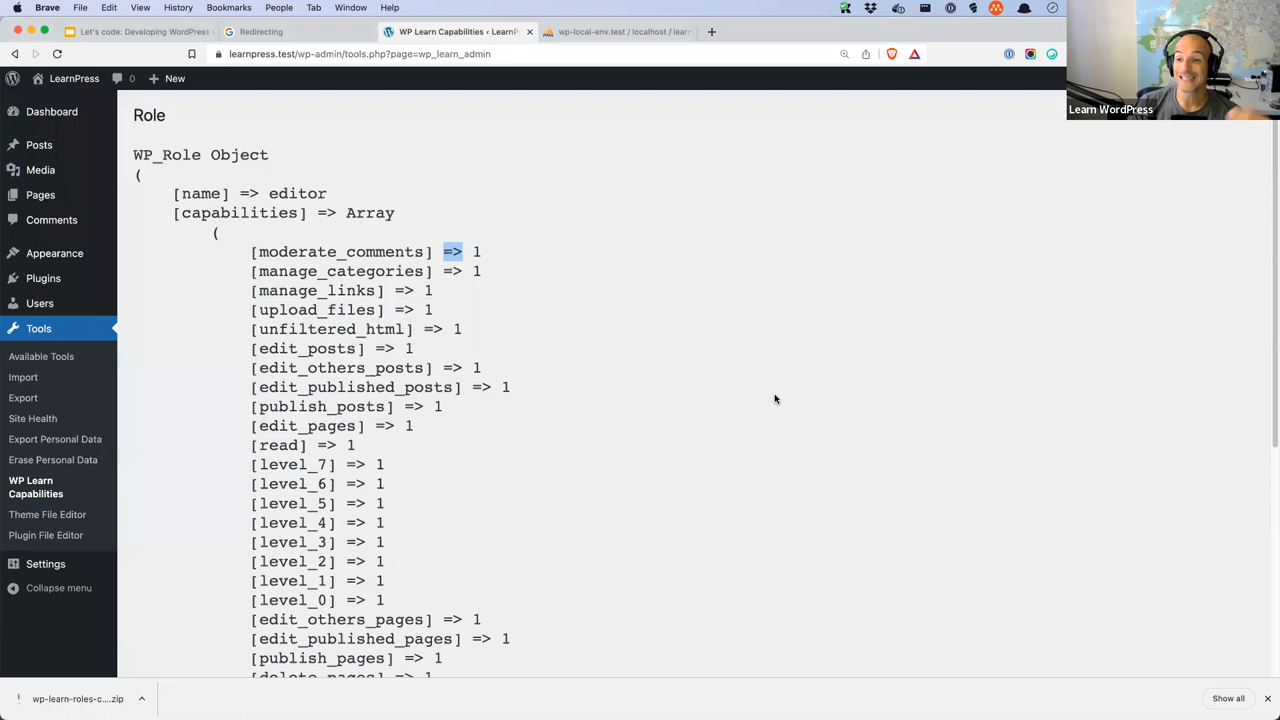 Brave File Edit View History Bookmarks People Tab Window Help
Let's code: Developing WordPress
Redirecting
WP Learn Capabilities ‹ LearnP
wp-local-env.test / localhost / lear
learnpress.test/wp-admin/tools.php?page=wp_learn_admin
LearnPress 0 New
Learn WordPress
Dashboard
Posts
Media
Pages
Comments
Appearance
Plugins
Users
Tools
Available Tools
Import
Export
Site Health
Export Personal Data
Erase Personal Data
WP Learn
Capabilities
Theme File Editor
Plugin File Editor
Settings
Collapse menu
Role
WP_Role Object
(
[name] => editor
[capabilities] => Array
(
[moderate_comments] => 1
[manage_categories] => 1
[manage_links] => 1
[upload_files] => 1
[unfiltered_html] => 1
[edit_posts] => 1
[edit_others_posts] => 1
[edit_published_posts] => 1
[publish_posts] => 1
[edit_pages] => 1
[read] => 1
[level_7] => 1
[level_6] => 1
[level_5] => 1
[level_4] => 1
[level_3] => 1
[level_2] => 1
[level_1] => 1
[level_0] => 1
[edit_others_pages] => 1
[edit_published_pages] => 1
[publish_pages] => 1
[delete_pages] => 1
wp-learn-roles-c....zip
Show all